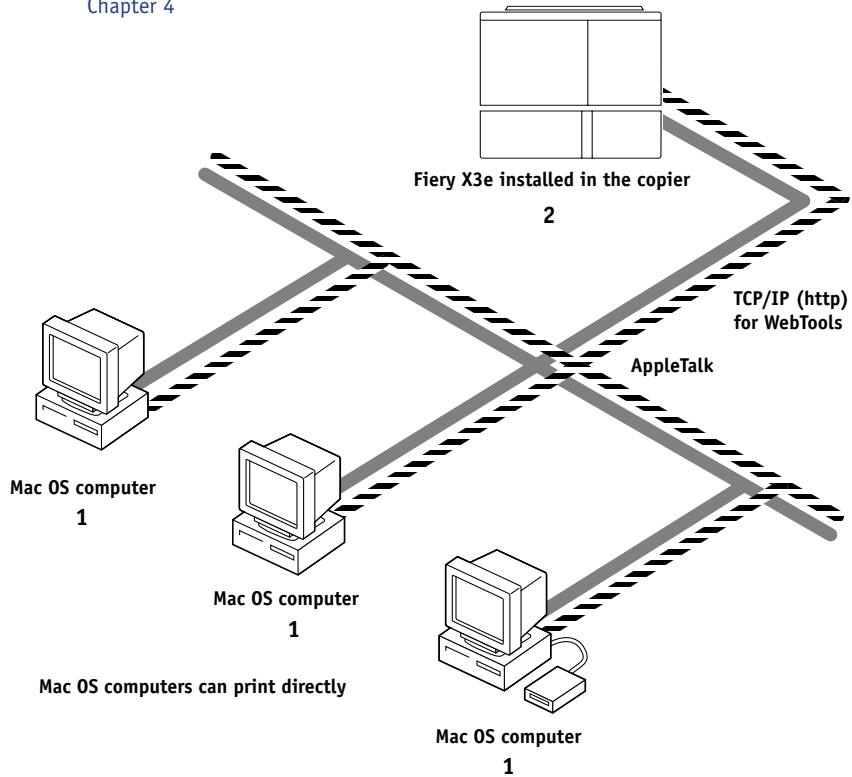 Chapter 4
Fiery X3e installed in the copier
2
TCP/IP (http)
for WebTools
AppleTalk
Mac OS computer
1
Mac OS computer
1
Mac OS computers can print directly
Mac OS computer
1